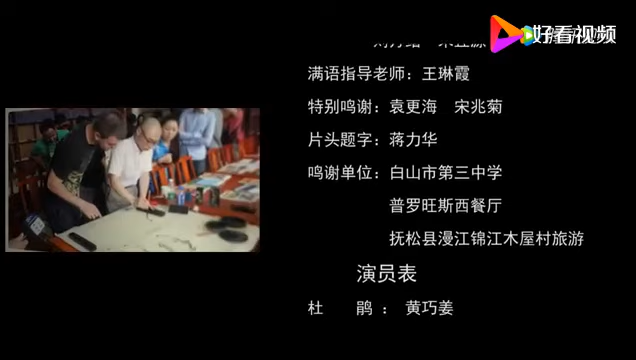 好看视频
满语指导老师：王琳霞
特别鸣谢：袁更海　宋兆菊
片头题字：蒋力华
鸣谢单位：白山市第三中学
普罗旺斯西餐厅
抚松县漫江锦江木屋村旅游
演员表
杜　鹃：　黄巧姜